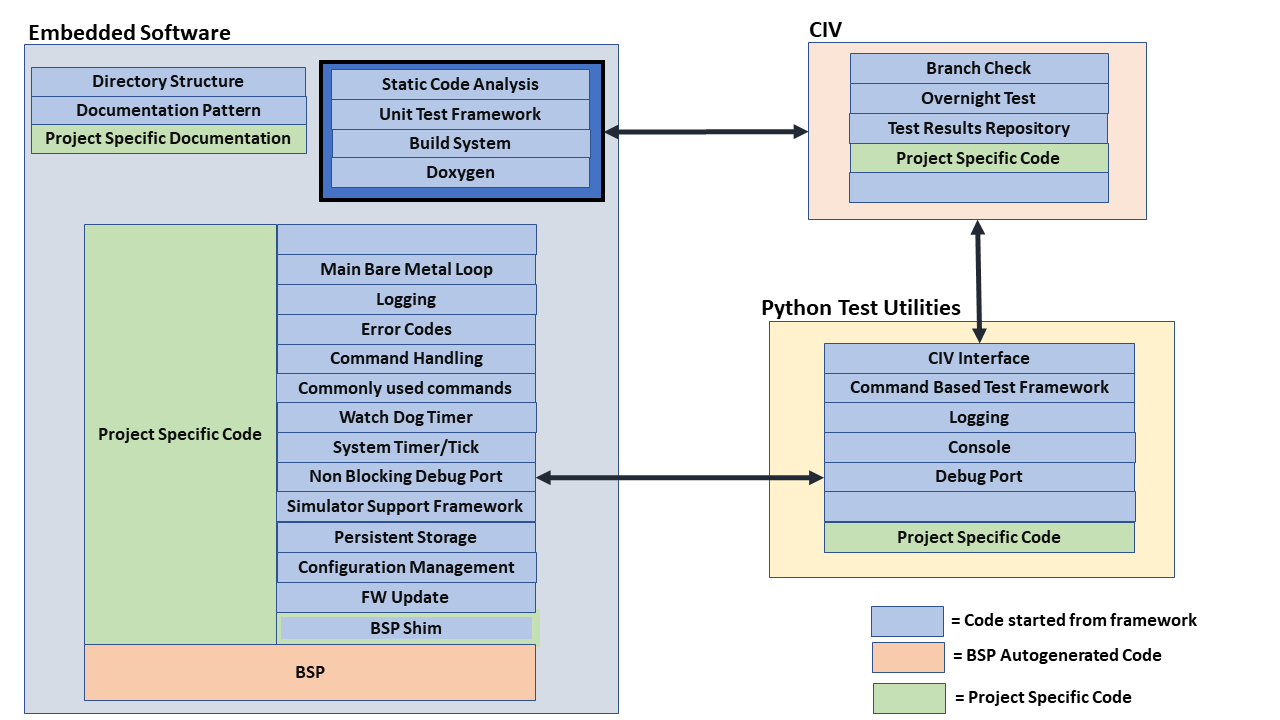 Embedded Software
Directory Structure
Documentation Pattern
Project Specific Documentation
Static Code Analysis
Unit Test Framework
Build System
Doxygen
Project Specific Code
Main Bare Metal Loop
Logging
Error Codes
Command Handling
Commonly used commands
Watch Dog Timer
System Timer/Tick
Non Blocking Debug Port
Simulator Support Framework
Persistent Storage
Configuration Management
FW Update
BSP Shim
BSP
CIV
Branch Check
Overnight Test
Test Results Repository
Project Specific Code
Python Test Utilities
CIV Interface
Command Based Test Framework
Logging
Console
Debug Port
Project Specific Code
= Code started from framework
= BSP Autogenerated Code
= Project Specific Code